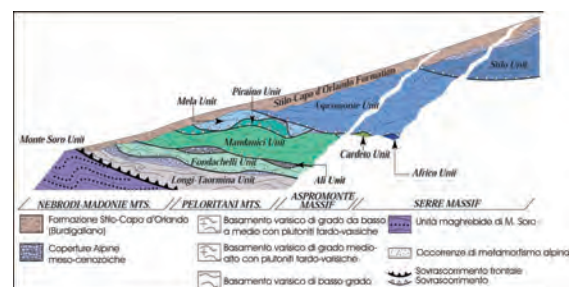 Stilo Unit
Stilo-Capo d'Orlando Formation
Aspromonte Unit
Piraino Unit
Mela Unit
Mandanici Unit
Monte Soro Unit
Fondachelli Unit
Longi-Taormina Unit
Alì Unit
Cardeto Unit
Africo Unit
NEBRODI-MADONIE MTS.
PELORITANI MTS.
ASPROMONTE MASSIF
SERRE MASSIF
Formazione Stilo-Capo d'Orlando (Burdigaliano)
Coperture Alpine meso-cenozoiche
Basamento varisico di grado da basso a medio con plutoniti tardo-varisiche
Basamento varisico di grado medio-alto con plutoniti tardo-varisiche
Basamento varisico di basso grado
Unità maghrebide di M. Soro
Occorrenze di metamorfismo alpino
Sovrascorrimento frontale
Sovrascorrimento